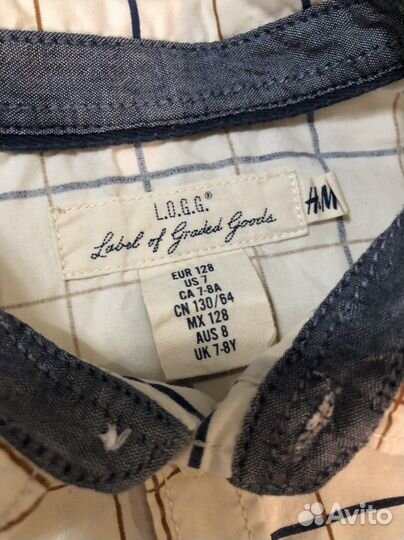 L.O.G.G.®
Label of Graded Goods
H&M
EUR 128
US 7
CA 7-8A
CN 130/64
MX 128
AUS 8
UK 7-8Y
Avito